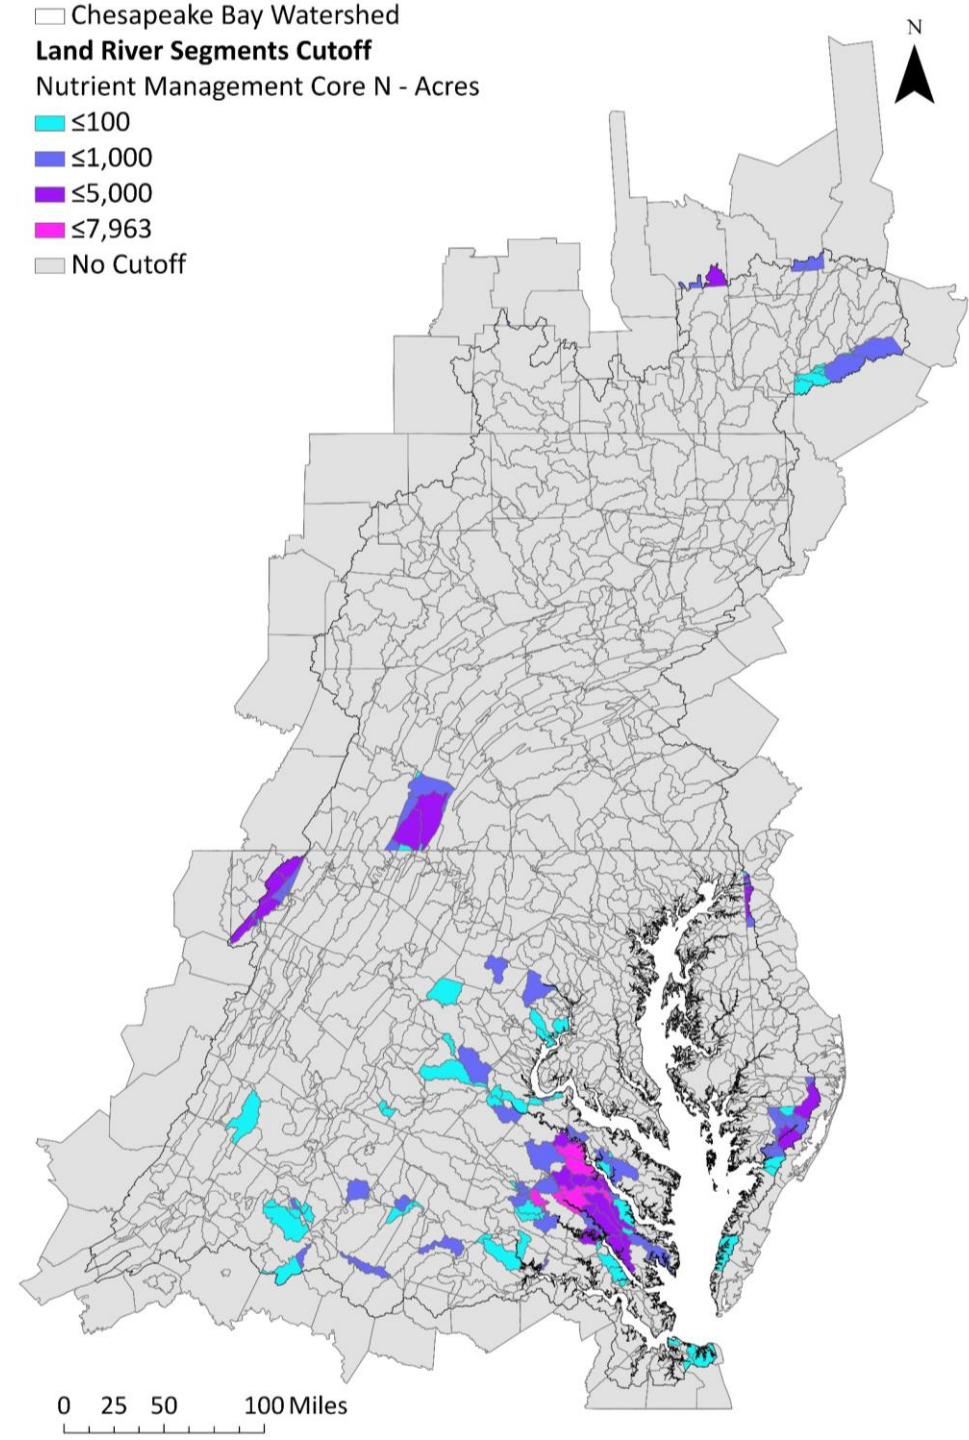 Chesapeake Bay Watershed
Land River Segments Cutoff
Nutrient Management Core N - Acres
≤100
≤1,000
≤5,000
≤7,963
No Cutoff
N
0 25 50 100 Miles